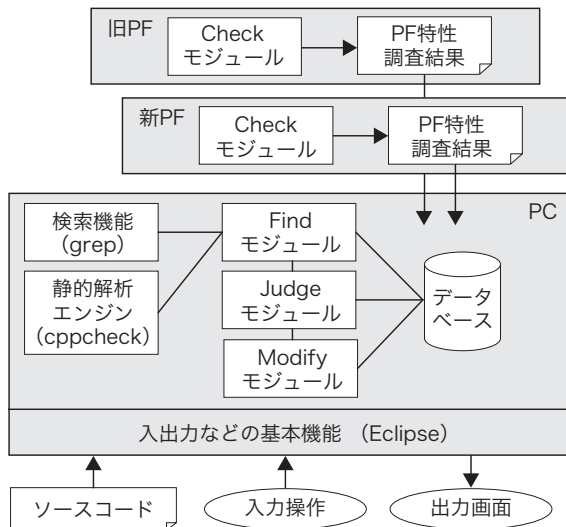 旧PF
Check
モジュール
PF特性
調査結果
新PF
Check
モジュール
PF特性
調査結果
PC
検索機能
(grep)
Find
モジュール
静的解析
エンジン
(cppcheck)
Judge
モジュール
データ
ベース
Modify
モジュール
入出力などの基本機能 (Eclipse)
ソースコード
入力操作
出力画面